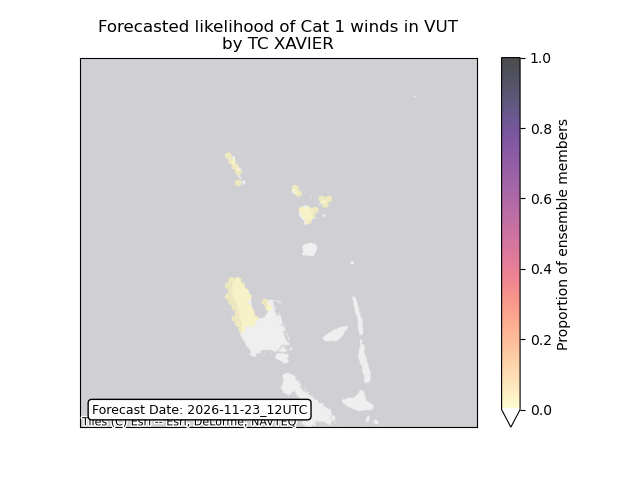 Forecasted likelihood of Cat 1 winds in VUT
by TC XAVIER
1.0
0.8
0.6
0.4
0.2
0.0
Proportion of ensemble members
Forecast Date: 2026-11-23_12UTC
Tiles (C) Esri -- Esri, DeLorme, NAVTEQ